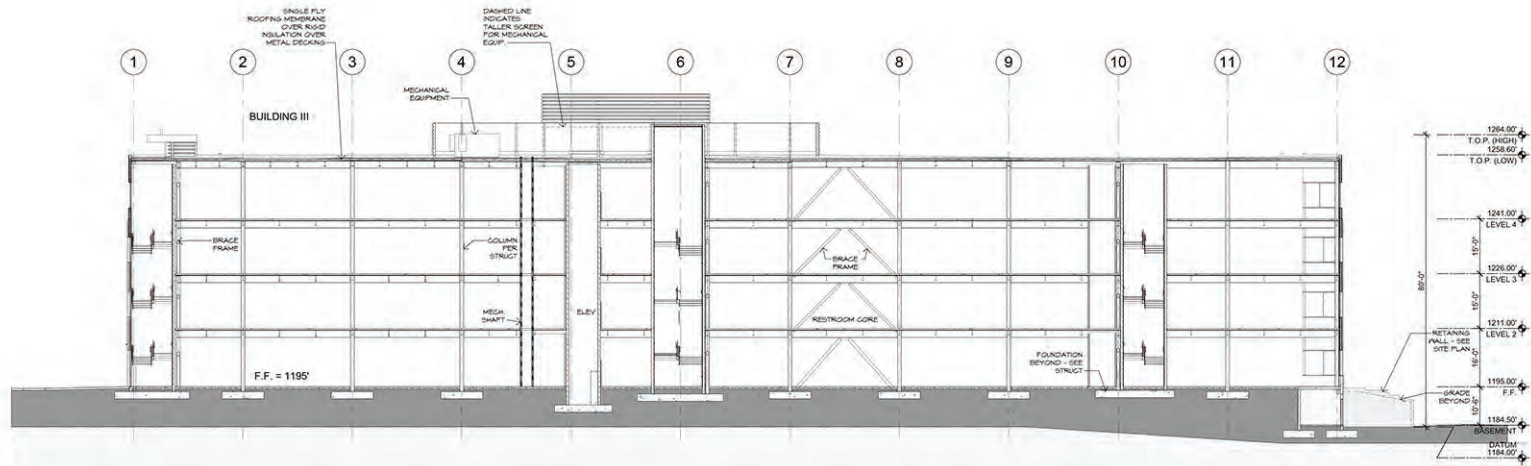 SINGLE PLY
ROOFING MEMBRANE
OVER RIGID
INSULATION OVER
METAL DECKING
DASHED LINE
INDICATES
TALLER SCREEN
FOR MECHANICAL
EQUIP.
1
2
3
4
5
6
7
8
9
10
11
12
MECHANICAL
EQUIPMENT
BUILDING III
1264.00'
T.O.P. (HIGH)
1258.60'
T.O.P. (LOW)
1241.00'
LEVEL 4
BRACE
FRAME
COLUMN
PER
STRUCT
BRACE
FRAME
15'-0"
1226.00'
LEVEL 3
80'-0"
15'-0"
MECH.
SHAFT
ELEV
RESTROOM CORE
1211.00'
LEVEL 2
RETAINING
WALL - SEE
SITE PLAN
FOUNDATION
BEYOND - SEE
STRUCT
16'-0"
F.F. = 1195'
1195.00'
F.F.
GRADE
BEYOND
10'-6"
1184.50'
BASEMENT
DATUM
1184.00'